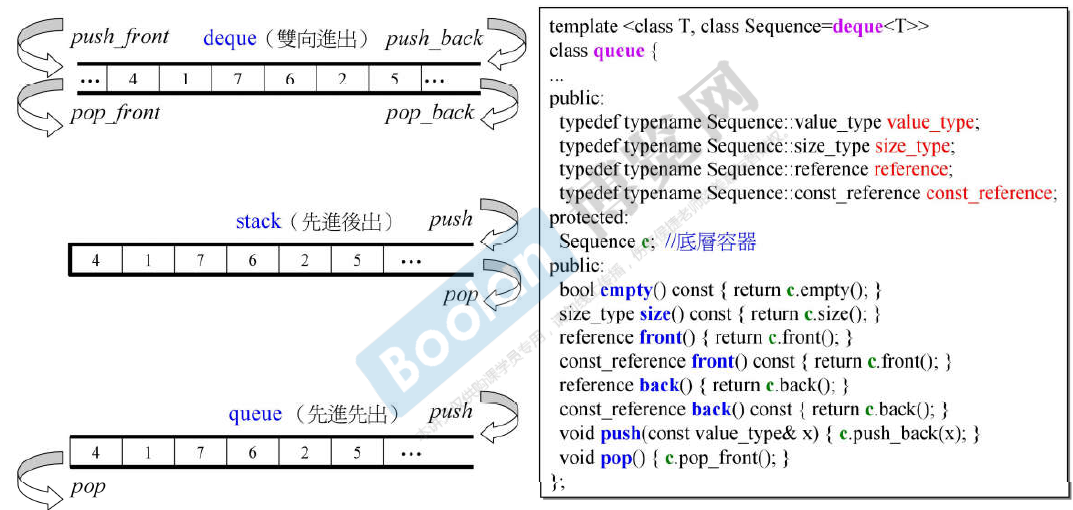 push_front deque（雙向進出） push_back
… 4 1 7 6 2 5 …
pop_front pop_back
stack（先進後出） push
4 1 7 6 2 5 …
pop
queue（先進先出） push
4 1 7 6 2 5 …
pop
template <class T, class Sequence=deque<T>>
class queue {
...
public:
typedef typename Sequence::value_type value_type;
typedef typename Sequence::size_type size_type;
typedef typename Sequence::reference reference;
typedef typename Sequence::const_reference const_reference;
protected:
Sequence c; //底層容器
public:
bool empty() const { return c.empty(); }
size_type size() const { return c.size(); }
reference front() { return c.front(); }
const_reference front() const { return c.front(); }
reference back() { return c.back(); }
const_reference back() const { return c.back(); }
void push(const value_type& x) { c.push_back(x); }
void pop() { c.pop_front(); }
};
Boolan 博览网